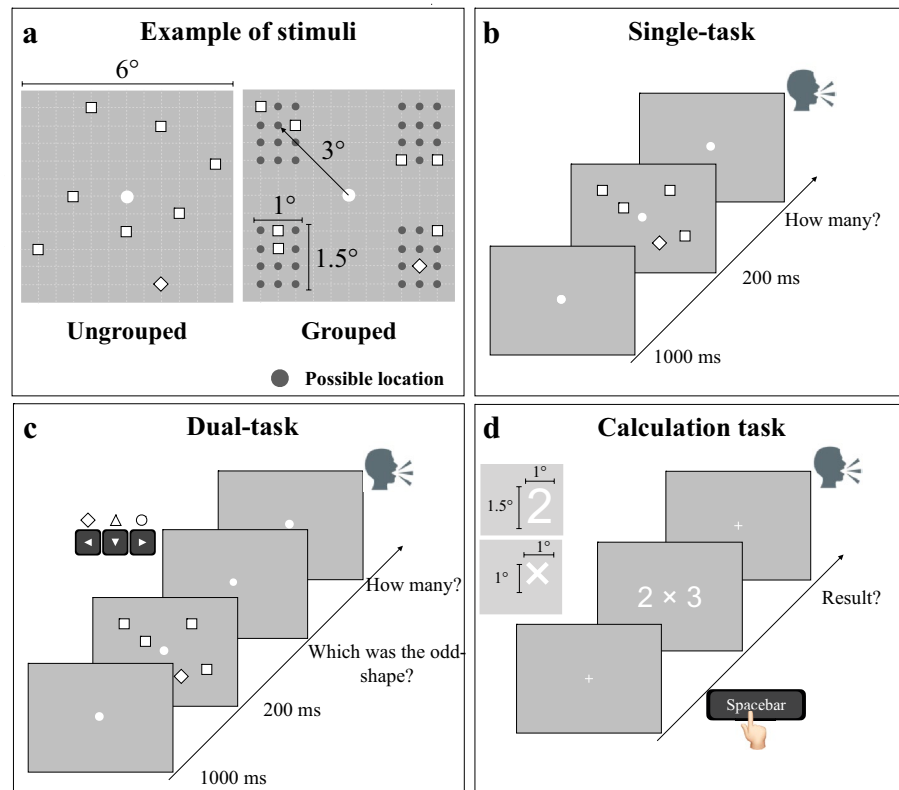 a
Example of stimuli
6°
3°
1°
1.5°
Ungrouped
Grouped
Possible location
b
Single-task
How many?
200 ms
1000 ms
c
Dual-task
How many?
Which was the odd-
shape?
200 ms
1000 ms
d
Calculation task
1°
1.5°
2
1°
1°
×
2 × 3
Result?
Spacebar